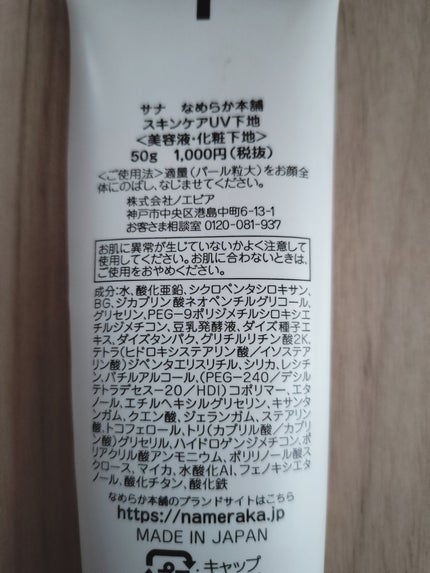 サナ なめらか本舗
スキンケアUV下地
＜美容液・化粧下地＞
50g 1,000円(税抜)
＜ご使用法＞適量(パール粒大)をお顔全
体にのばし、なじませてください。
株式会社ノエビア
神戸市中央区港島中町6-13-1
お客さま相談室 0120-081-937
お肌に異常が生じていないかよく注意して
使用してください。お肌に合わないときは、
ご使用をおやめください。
成分:水、酸化亜鉛、シクロペンタシロキサン、
BG、ジカプリン酸ネオペンチルグリコール、
グリセリン、PEG-9ポリジメチルシロキシエ
チルジメチコン、豆乳発酵液、ダイズ種子エ
キス、ダイズタンパク、グリチルリチン酸2K、
テトラ(ヒドロキシステアリン酸/イソステア
リン酸)ジペンタエリスリチル、シリカ、レシチ
ン、バチルアルコール、(PEG-240/デシル
テトラデセス-20/HDI)コポリマー、エタ
ノール、エチルヘキシルグリセリン、キサンタ
ンガム、クエン酸、ジェランガム、ステアリン
酸、トコフェロール、トリ(カプリル酸/カプリ
ン酸)グリセリル、ハイドロゲンジメチコン、ポ
リアクリル酸アンモニウム、ポリリノール酸ス
クロース、マイカ、水酸化Al、フェノキシエタ
ノール、酸化チタン、酸化鉄
なめらか本舗のブランドサイトはこちら
https://nameraka.jp
MADE IN JAPAN
キャップ